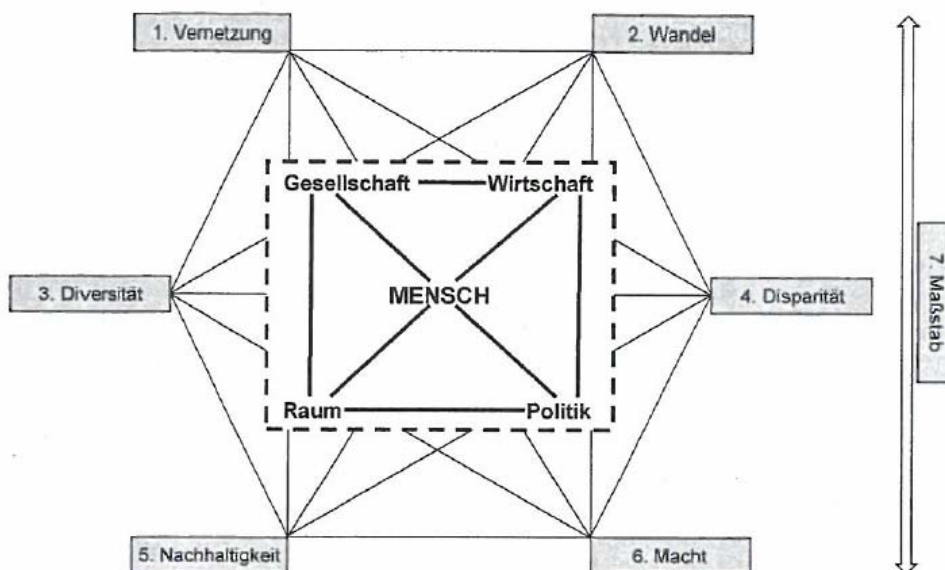 1. Vernetzung
2. Wandel
Gesellschaft
Wirtschaft
3. Diversität
MENSCH
4. Disparität
7. Maßstab
Raum
Politik
5. Nachhaltigkeit
6. Macht